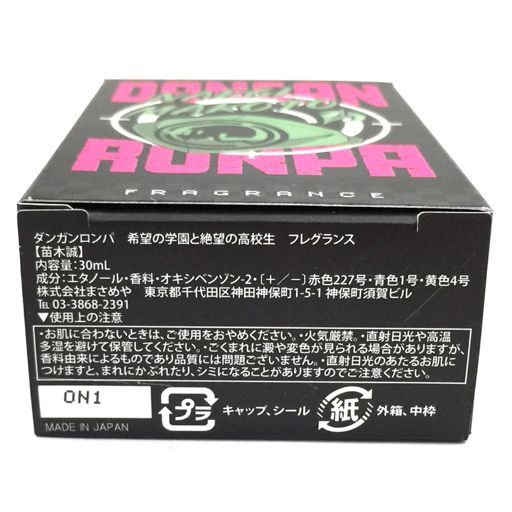 DANGAN
RONPA
FRAGRANCE
ダンガンロンパ 希望の学園と絶望の高校生 フレグランス
【苗木誠】
内容量:30mL
成分:エタノール・香料・オキシベンゾン-2・〔+/−〕赤色227号・青色1号・黄色4号
株式会社まさめや 東京都千代田区神田神保町1-5-1 神保町須賀ビル
℡ 03-3868-2391
▼使用上の注意
・お肌に合わないときは、ご使用をおやめください。・火気厳禁。・直射日光や高温
多湿を避けて保管してください。・ごくまれに澱や変色が見られる場合がありますが、
香料由来によるものであり品質には問題ございません。・直射日光のあたるお肌に
つけますと、まれにかぶれたり、シミになることがありますのでご注意ください。
ON1
プラ
キャップ、シール
紙
外箱、中枠
MADE IN JAPAN